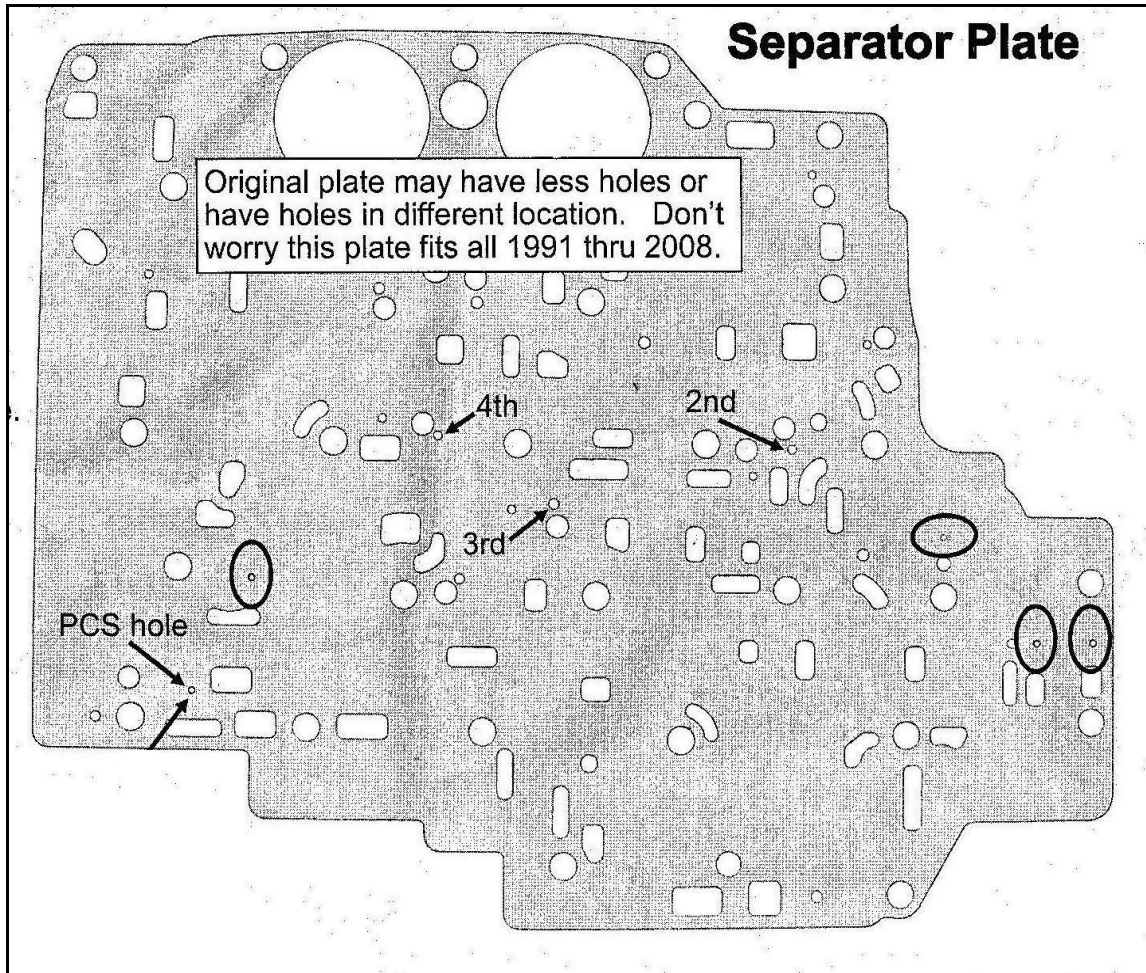 Separator Plate
Original plate may have less holes or
have holes in different location. Don't
worry this plate fits all 1991 thru 2008.
4th
2nd
3rd
PCS hole